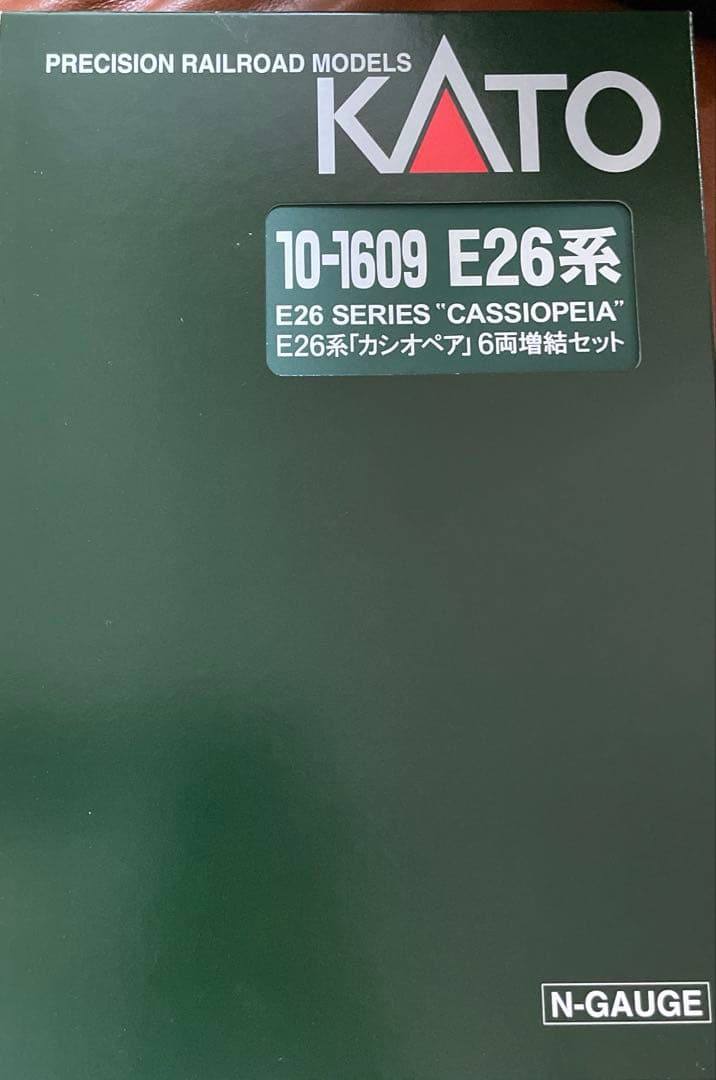 PRECISION RAILROAD MODELS
KATO
10-1609 E26系
E26 SERIES "CASSIOPEIA"
E26系「カシオペア」6両増結セット
N-GAUGE